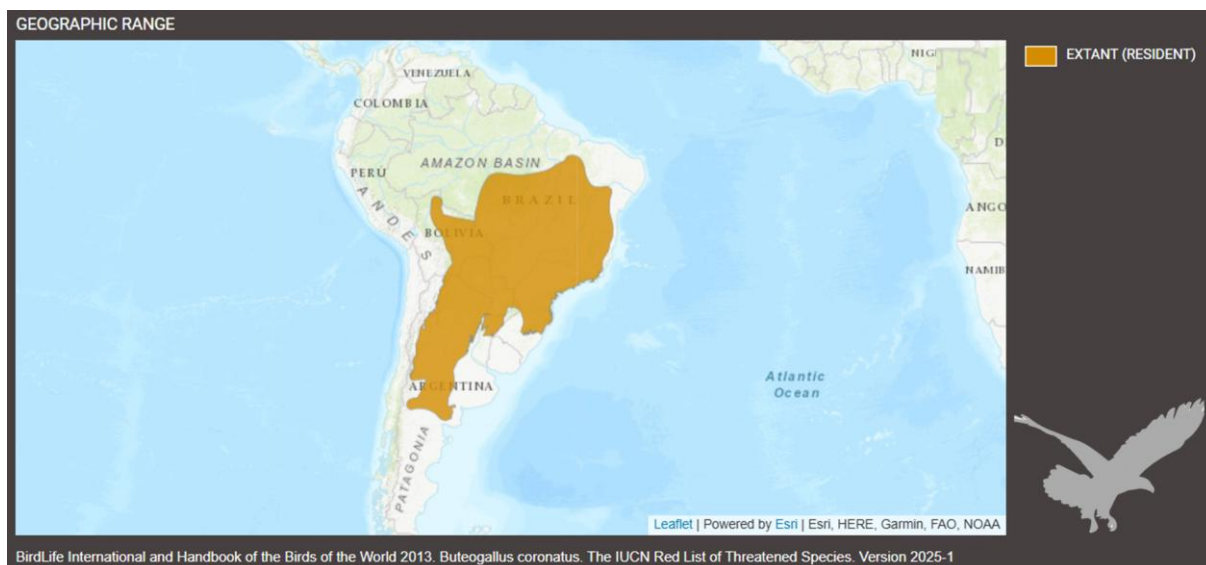 GEOGRAPHIC RANGE
EXTANT (RESIDENT)
VENEZUELA
COLOMBIA
AMAZON BASIN
PERÚ
BRAZIL
ANDES
BOLIVIA
ANGO
NAMIB
Atlantic
Ocean
ARGENTINA
PATAGONIA
Leaflet | Powered by Esri | Esri, HERE, Garmin, FAO, NOAA
BirdLife International and Handbook of the Birds of the World 2013. Buteogallus coronatus. The IUCN Red List of Threatened Species. Version 2025-1